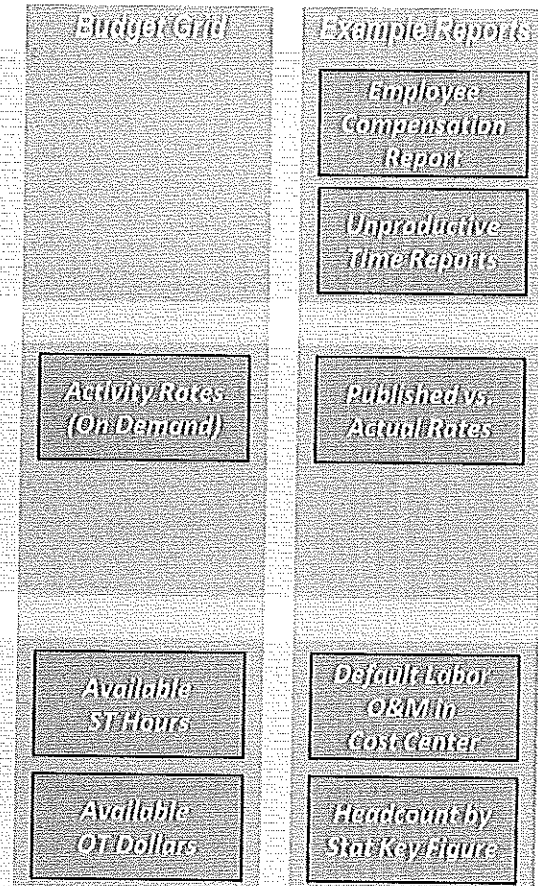 Budget Grid
Example Reports
Employee
Compensation
Report
Unproductive
Time Reports
Activity Rates
(On Demand)
Published vs.
Actual Rates
Available
ST Hours
Default Labor
O&M in
Cost Center
Available
OT Dollars
Headcount by
Stat Key Figure